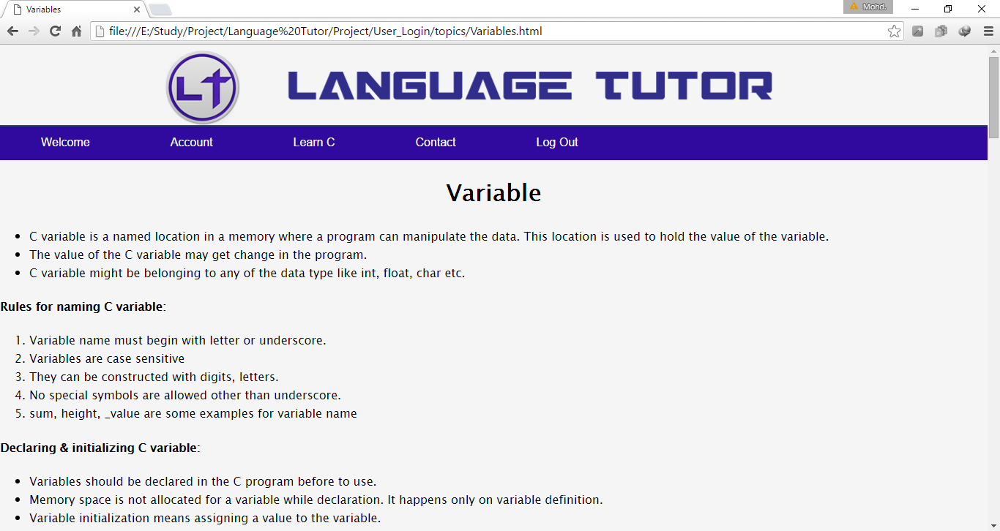 Variables
Mohd.
file:///E:/Study/Project/Language%20Tutor/Project/User_Login/topics/Variables.html
LT
LANGUAGE TUTOR
Welcome Account Learn C Contact Log Out
Variable
• C variable is a named location in a memory where a program can manipulate the data. This location is used to hold the value of the variable.
• The value of the C variable may get change in the program.
• C variable might be belonging to any of the data type like int, float, char etc.
Rules for naming C variable:
1. Variable name must begin with letter or underscore.
2. Variables are case sensitive
3. They can be constructed with digits, letters.
4. No special symbols are allowed other than underscore.
5. sum, height, _value are some examples for variable name
Declaring & initializing C variable:
• Variables should be declared in the C program before to use.
• Memory space is not allocated for a variable while declaration. It happens only on variable definition.
• Variable initialization means assigning a value to the variable.